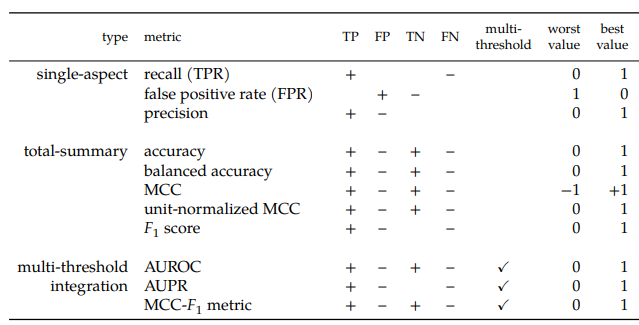 type metric TP FP TN FN multi-threshold worst value best value
single-aspect recall (TPR) + – 0 1
false positive rate (FPR) + – 1 0
precision + – 0 1
total-summary accuracy + – + – 0 1
balanced accuracy + – + – 0 1
MCC + – + – −1 +1
unit-normalized MCC + – + – 0 1
F1 score + – – 0 1
multi-threshold AUROC + – + – ✓ 0 1
integration AUPR + – – ✓ 0 1
MCC-F1 metric + – + – ✓ 0 1